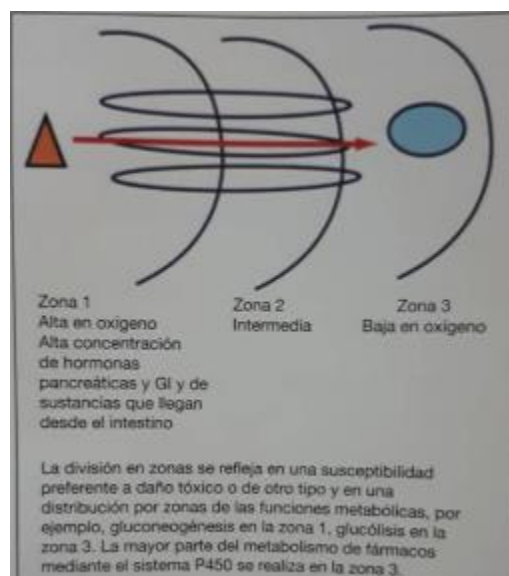 Zona 1
Alta en oxigeno
Alta concentración
de hormonas
pancreáticas y GI y de
sustancias que llegan
desde el intestino
Zona 2
Intermedia
Zona 3
Baja en oxigeno
La división en zonas se refleja en una susceptibilidad
preferente a daño tóxico o de otro tipo y en una
distribución por zonas de las funciones metabólicas, por
ejemplo, gluconeogénesis en la zona 1, glucólisis en la
zona 3. La mayor parte del metabolismo de fármacos
mediante el sistema P450 se realiza en la zona 3.